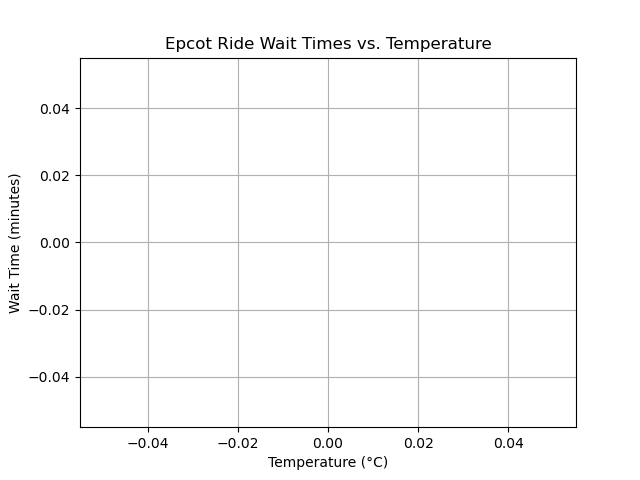 Epcot Ride Wait Times vs. Temperature
Wait Time (minutes)
0.04
0.02
0.00
−0.02
−0.04
−0.04 −0.02 0.00 0.02 0.04
Temperature (°C)